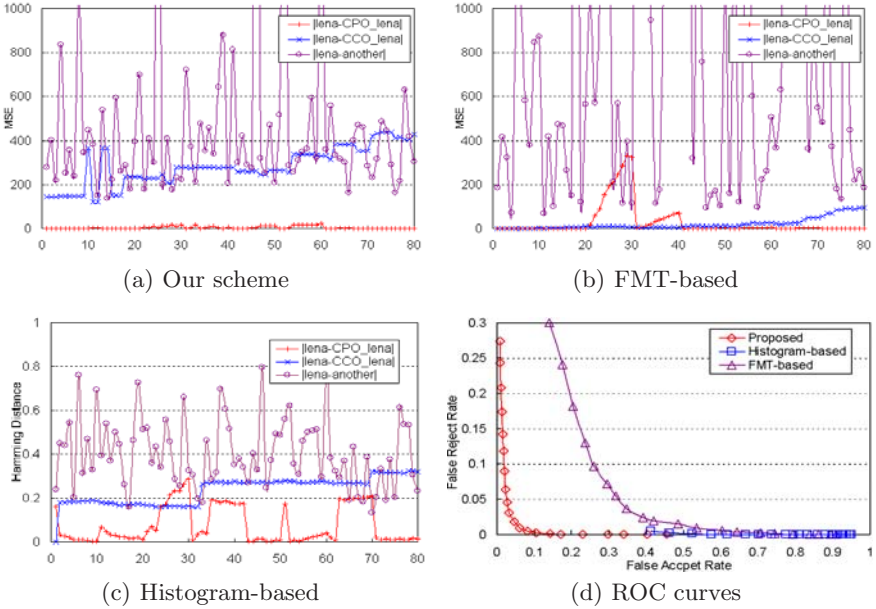 1000
800
600
400
200
0
MSE
|lena-CPO_lena|
|lena-CCO_lena|
|lena-another|
1 10 20 30 40 50 60 70 80
(a) Our scheme
1000
800
600
400
200
0
MSE
|lena-CPO_lena|
|lena-CCO_lena|
|lena-another|
1 10 20 30 40 50 60 70 80
(b) FMT-based
1
0.8
0.6
0.4
0.2
0
Hamming Distance
|lena-CPO_lena|
|lena-CCO_lena|
|lena-another|
1 10 20 30 40 50 60 70 80
(c) Histogram-based
0.3
0.25
0.2
0.15
0.1
0.05
0
False Reject Rate
Proposed
Histogram-based
FMT-based
0 0.1 0.2 0.3 0.4 0.5 0.6 0.7 0.8 0.9 1
False Accpet Rate
(d) ROC curves